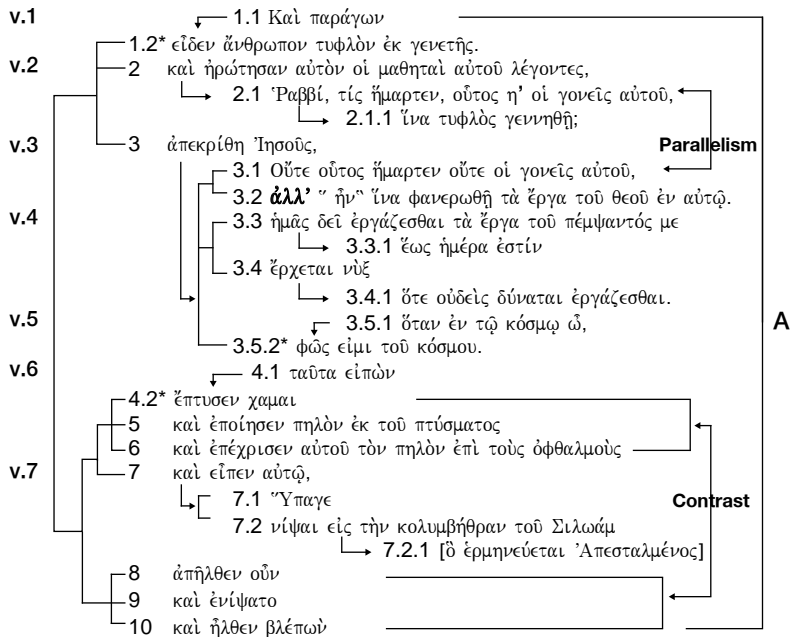 v.1 1.1 Καὶ παράγων
1.2* εἶδεν ἄνθρωπον τυφλὸν ἐκ γενετῆς.
v.2 2 καὶ ἠρώτησαν αὐτὸν οἱ μαθηταὶ αὐτοῦ λέγοντες,
2.1 Ῥαββί, τίς ἥμαρτεν, οὗτος η' οἱ γονεῖς αὐτοῦ,
2.1.1 ἵνα τυφλὸς γεννηθῇ;
v.3 3 ἀπεκρίθη Ἰησοῦς, Parallelism
3.1 Οὔτε οὗτος ἥμαρτεν οὔτε οἱ γονεῖς αὐτοῦ,
3.2 ἀλλ' “ ἦν“ ἵνα φανερωθῇ τὰ ἔργα τοῦ θεοῦ ἐν αὐτῷ.
v.4 3.3 ἡμᾶς δεῖ ἐργάζεσθαι τὰ ἔργα τοῦ πέμψαντός με
3.3.1 ἕως ἡμέρα ἐστίν
3.4 ἔρχεται νὺξ
3.4.1 ὅτε οὐδεὶς δύναται ἐργάζεσθαι.
v.5 3.5.1 ὅταν ἐν τῷ κόσμῳ ὦ, A
3.5.2* φῶς εἰμι τοῦ κόσμου.
v.6 4.1 ταῦτα εἰπὼν
4.2* ἔπτυσεν χαμαι
5 καὶ ἐποίησεν πηλὸν ἐκ τοῦ πτύσματος
6 καὶ ἐπέχρισεν αὐτοῦ τὸν πηλὸν ἐπὶ τοὺς ὀφθαλμοὺς
v.7 7 καὶ εἶπεν αὐτῷ,
7.1 Ὕπαγε Contrast
7.2 νίψαι εἰς τὴν κολυμβήθραν τοῦ Σιλωάμ
7.2.1 [ὃ ἑρμηνεύεται Ἀπεσταλμένος]
8 ἀπῆλθεν οὖν
9 καὶ ἐνίψατο
10 καὶ ἦλθεν βλέπων